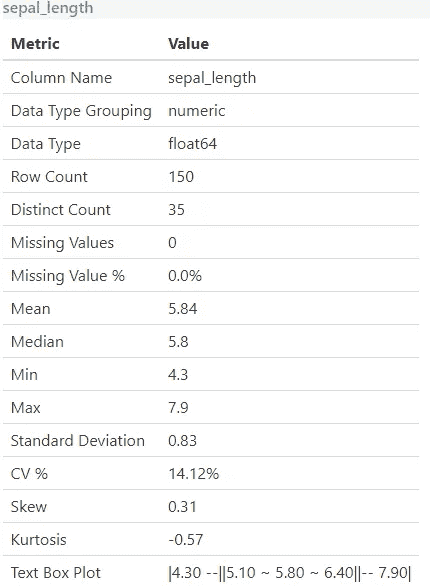 sepal_length
Metric Value
Column Name sepal_length
Data Type Grouping numeric
Data Type float64
Row Count 150
Distinct Count 35
Missing Values 0
Missing Value % 0.0%
Mean 5.84
Median 5.8
Min 4.3
Max 7.9
Standard Deviation 0.83
CV % 14.12%
Skew 0.31
Kurtosis -0.57
Text Box Plot |4.30 --||5.10 ~ 5.80 ~ 6.40||-- 7.90|